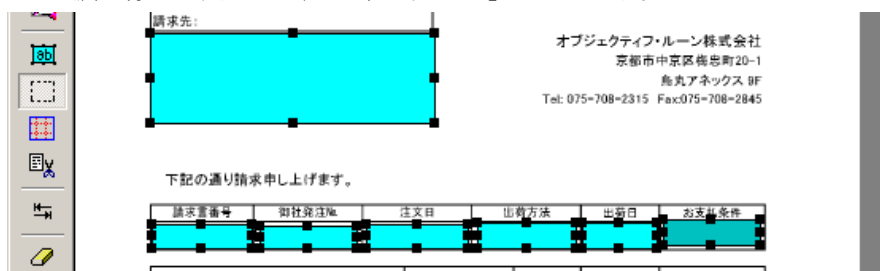 請求先:
オブジェクティフ・ルーン株式会社
京都市中京区梅忠町20-1
烏丸アネックス 9F
Tel: 075-708-2315 Fax:075-708-2845
下記の通り請求申し上げます。
請求書番号 御社発注№ 注文日 出荷方法 出荷日 お支払条件
ab